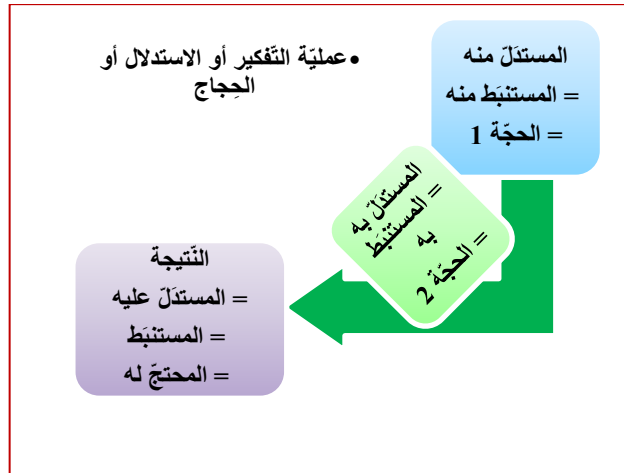 •عمليّة التّفكير أو الاستدلال أو
الحِجاج
المستدَلّ منه
= المستنبَط منه
= الحجّة 1
المستدَلّ به
= المستنبَط
به
= الحجّة 2
النّتيجة
= المستدَلّ عليه
= المستنبَط
= المحتجّ له